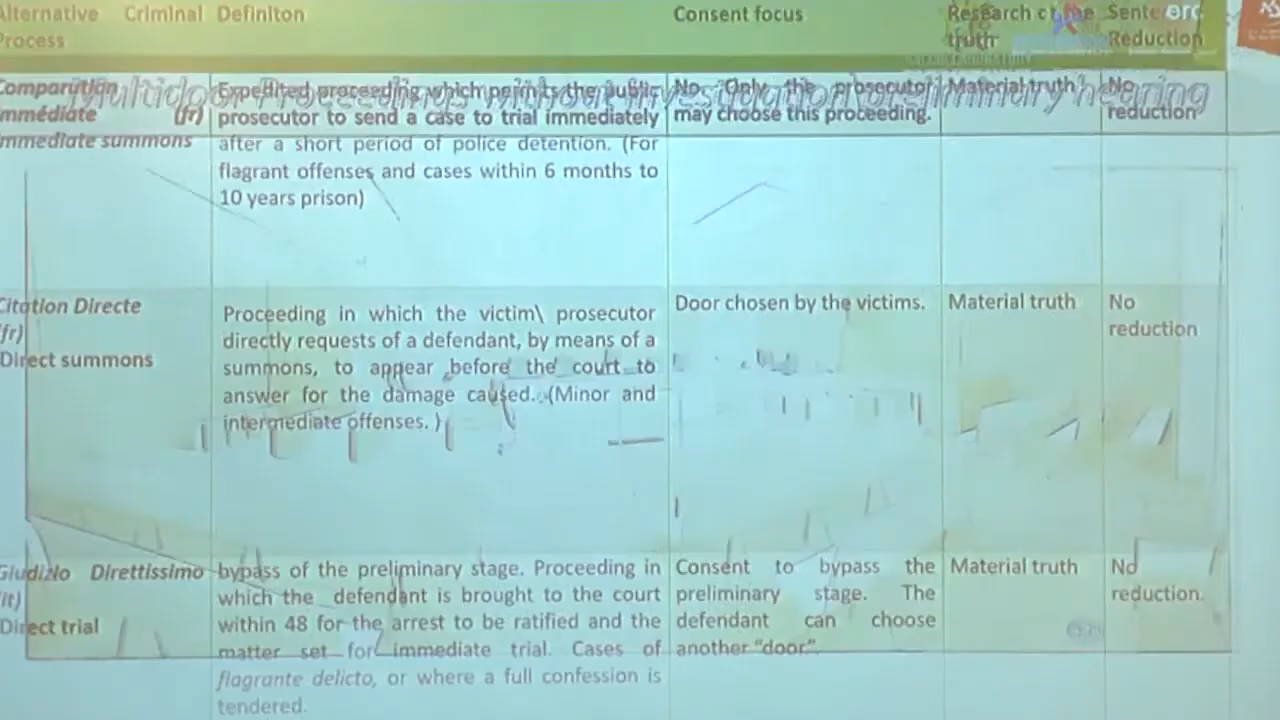 Alternative Criminal
Process
Definiton
Consent focus
Research of the
truth
Sente
Reduction
Multidoor Proceedings without investigation preliminary hearing
Comparution
immédiate (fr)
Immediate summons
Expedited proceeding which permits the public
prosecutor to send a case to trial immediately
after a short period of police detention. (For
flagrant offenses and cases within 6 months to
10 years prison)
No. Only the prosecutor
may choose this proceeding.
Material truth
No
reduction
Citation Directe
(fr)
Direct summons
Proceeding in which the victim\ prosecutor
directly requests of a defendant, by means of a
summons, to appear before the court to
answer for the damage caused. (Minor and
intermediate offenses. )
Door chosen by the victims.
Material truth
No
reduction
Giudizio Direttissimo
(it)
Direct trial
bypass of the preliminary stage. Proceeding in
which the defendant is brought to the court
within 48 for the arrest to be ratified and the
matter set for immediate trial. Cases of
flagrante delicto, or where a full confession is
tendered.
Consent to bypass the
preliminary stage. The
defendant can choose
another "door".
Material truth
No
reduction.